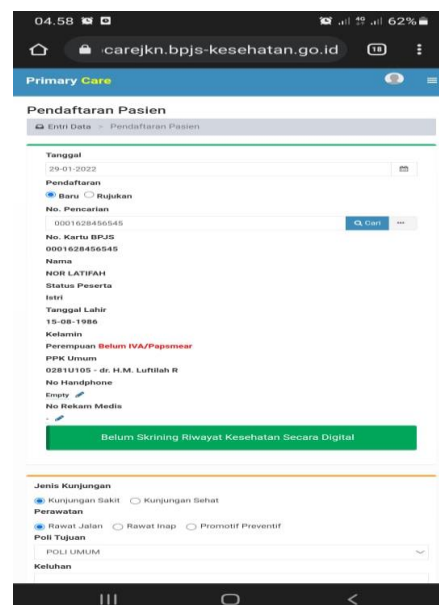 04.58 62%
carejkn.bpjs-kesehatan.go.id 18
Primary Care
Pendaftaran Pasien
Entri Data Pendaftaran Pasien
Tanggal
29-01-2022
Pendaftaran
Baru Rujukan
No. Pencarian
0001628456545 Cari ...
No. Kartu BPJS
0001628456545
Nama
NOR LATIFAH
Status Peserta
Istri
Tanggal Lahir
15-08-1986
Kelamin
Perempuan Belum IVA/Papsmear
PPK Umum
0281U105 - dr. H.M. Luftilah R
No Handphone
Empty
No Rekam Medis
-
Belum Skrining Riwayat Kesehatan Secara Digital
Jenis Kunjungan
Kunjungan Sakit Kunjungan Sehat
Perawatan
Rawat Jalan Rawat Inap Promotif Preventif
Poli Tujuan
POLI UMUM
Keluhan